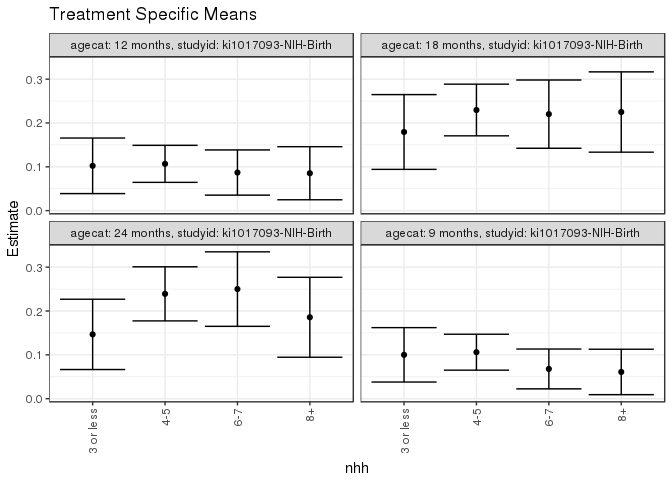 Treatment Specific Means
agecat: 12 months, studyid: ki1017093-NIH-Birth
agecat: 18 months, studyid: ki1017093-NIH-Birth
0.3
0.2
0.1
0.0
agecat: 24 months, studyid: ki1017093-NIH-Birth
agecat: 9 months, studyid: ki1017093-NIH-Birth
0.3
0.2
0.1
0.0
Estimate
3 or less
4-5
6-7
8+
3 or less
4-5
6-7
8+
nhh